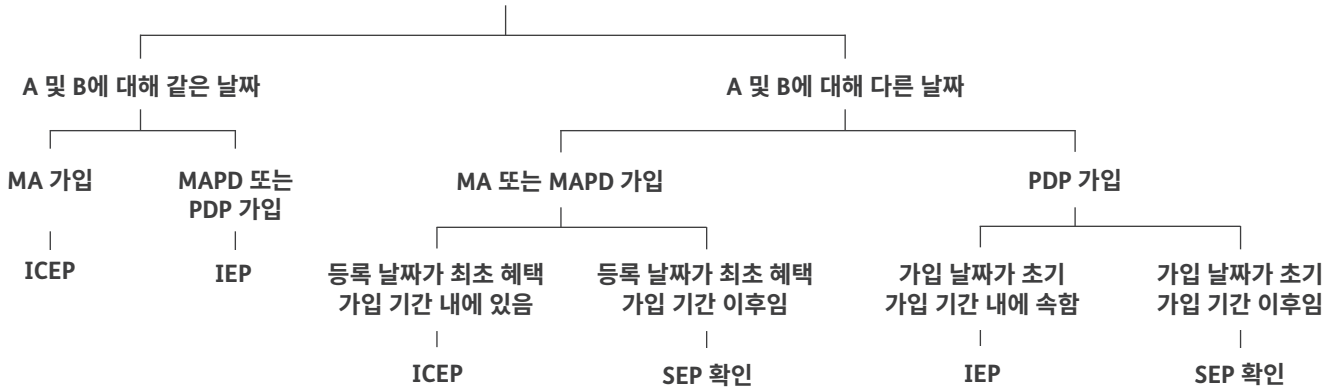 A 및 B에 대해 같은 날짜
A 및 B에 대해 다른 날짜
MA 가입
MAPD 또는
PDP 가입
MA 또는 MAPD 가입
PDP 가입
ICEP
IEP
등록 날짜가 최초 혜택
가입 기간 내에 있음
등록 날짜가 최초 혜택
가입 기간 이후임
가입 날짜가 초기
가입 기간 내에 속함
가입 날짜가 초기
가입 기간 이후임
ICEP
SEP 확인
IEP
SEP 확인